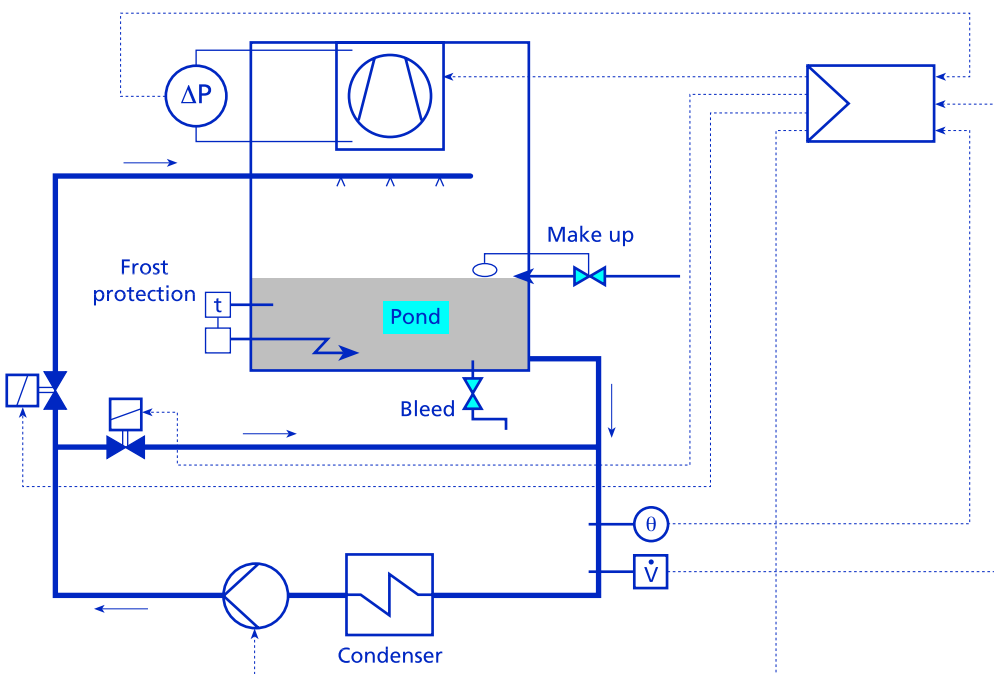 ΔP
Make up
Frost
protection
t
Pond
Bleed
θ
V̇
Condenser